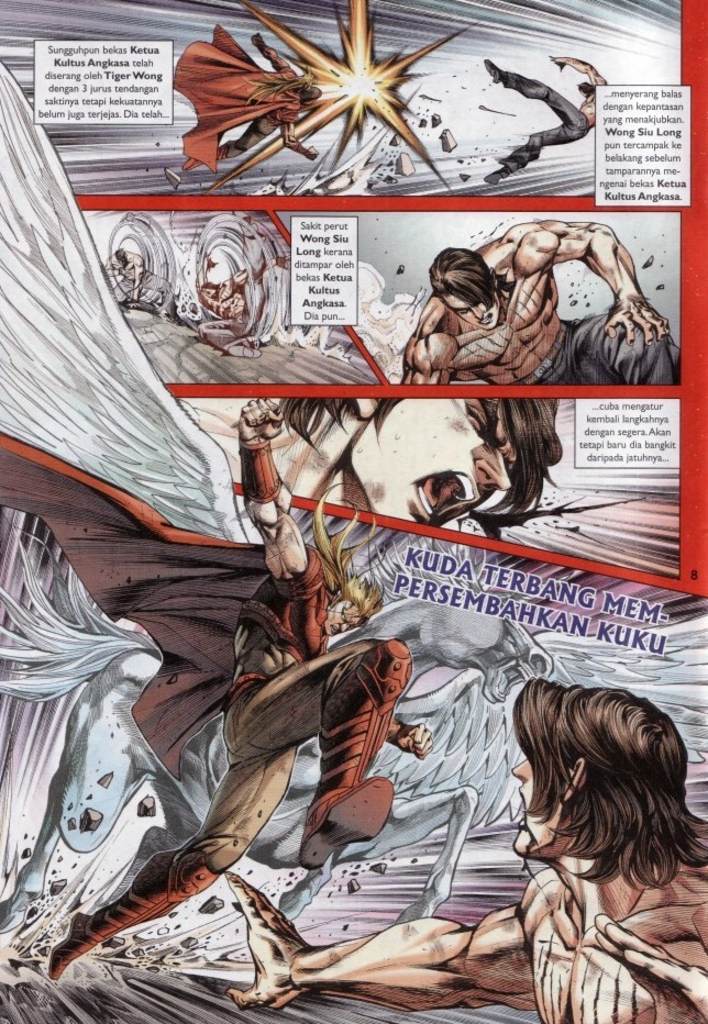 Sungguhpun bekas Ketua
Kultus Angkasa telah
diserang oleh Tiger Wong
dengan 3 jurus tendangan
saktinya tetapi kekuatannya
belum juga terjejas. Dia telah...
...menyerang balas
dengan kepantasan
yang menakjubkan.
Wong Siu Long
pun tercampak ke
belakang sebelum
tamparannya me-
ngenai bekas Ketua
Kultus Angkasa.
Sakit perut
Wong Siu
Long kerana
ditampar oleh
bekas Ketua
Kultus
Angkasa.
Dia pun...
...cuba mengatur
kembali langkahnya
dengan segera. Akan
tetapi baru dia bangkit
daripada jatuhnya...
8
KUDA TERBANG MEM-
PERSEMBAHKAN KUKU